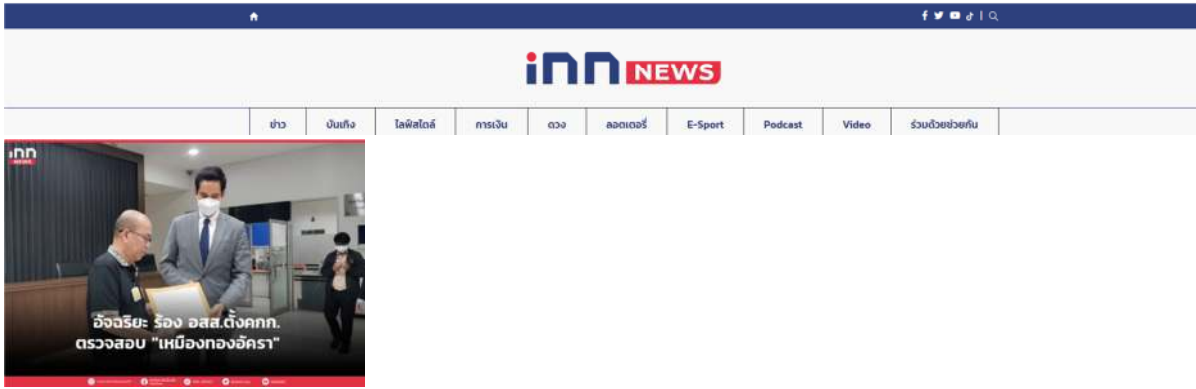 inn NEWS
ข่าว บันเทิง ไลฟ์สไตล์ การเงิน ดวง ลอตเตอรี่ E-Sport Podcast Video ร่วมด้วยช่วยกัน
inn
NEWS
อัจฉริยะ ร้อง อสส.ตั้งคกก.
ตรวจสอบ "เหมืองทองอัครา"